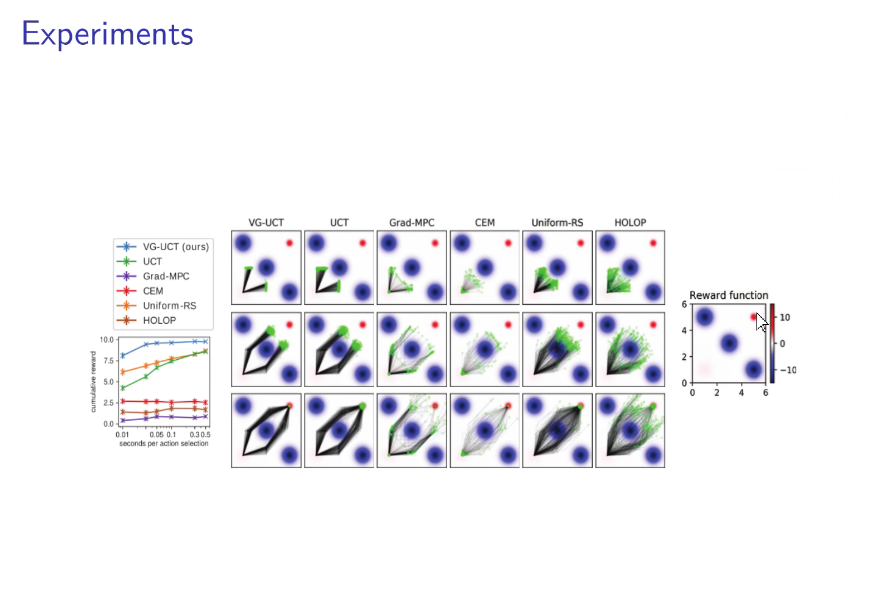 Experiments
VG-UCT UCT Grad-MPC CEM Uniform-RS HOLOP
VG-UCT (ours)
UCT
Grad-MPC
CEM
Uniform-RS
HOLOP
10.0
7.5
5.0
2.5
0.0
cumulative reward
0.01 0.05 0.1 0.3 0.5
seconds per action selection
Reward function
6
4
2
0
0 2 4 6
10
0
−10